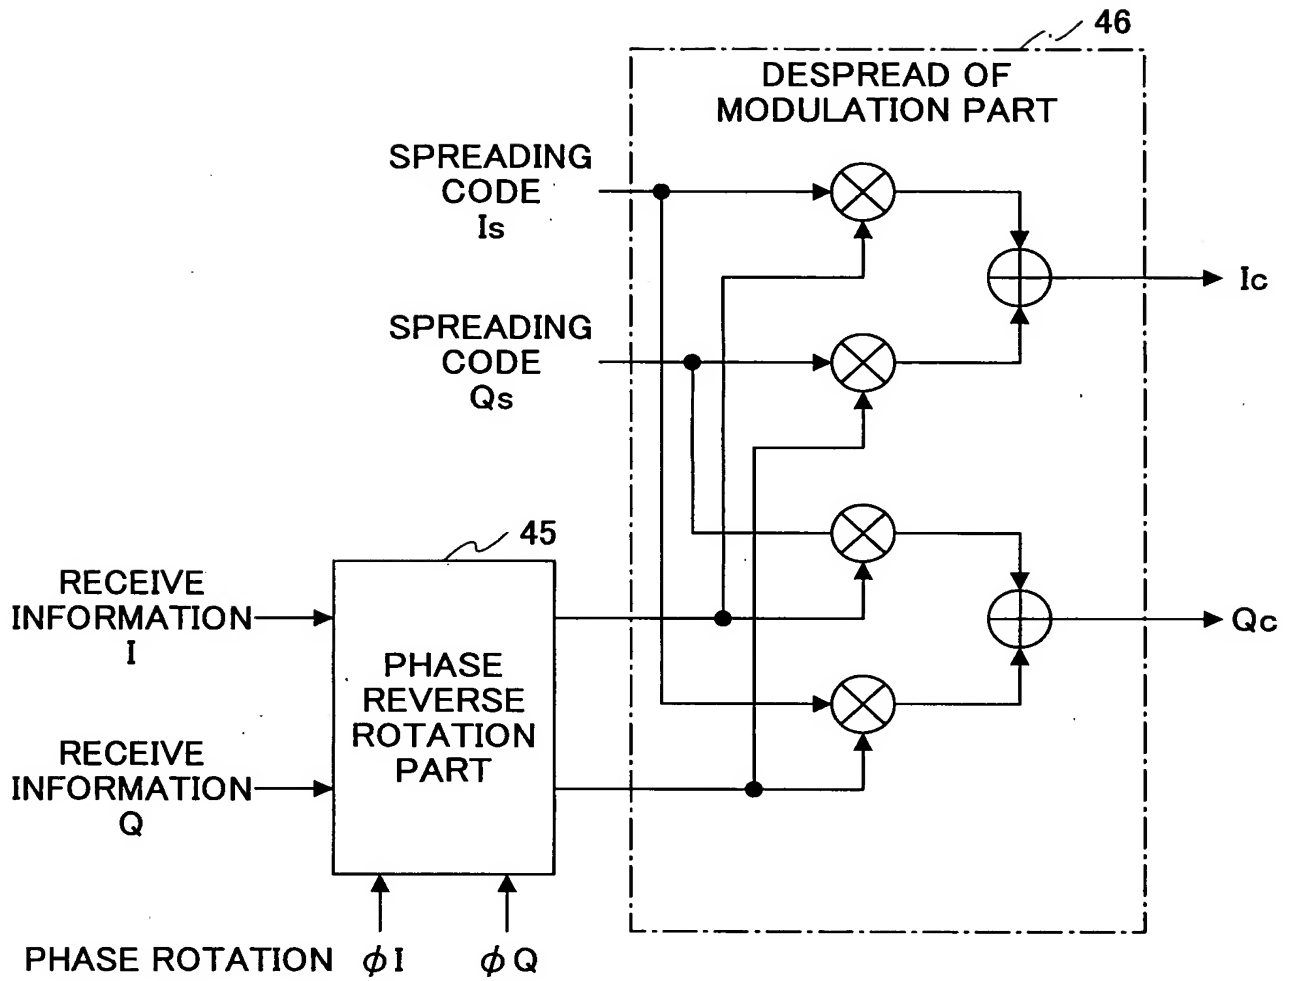 46
DESPREAD OF
MODULATION PART
SPREADING
CODE
Is
Ic
SPREADING
CODE
Qs
45
RECEIVE
INFORMATION
I
Qc
PHASE
REVERSE
ROTATION
PART
RECEIVE
INFORMATION
Q
PHASE ROTATION ϕI ϕQ